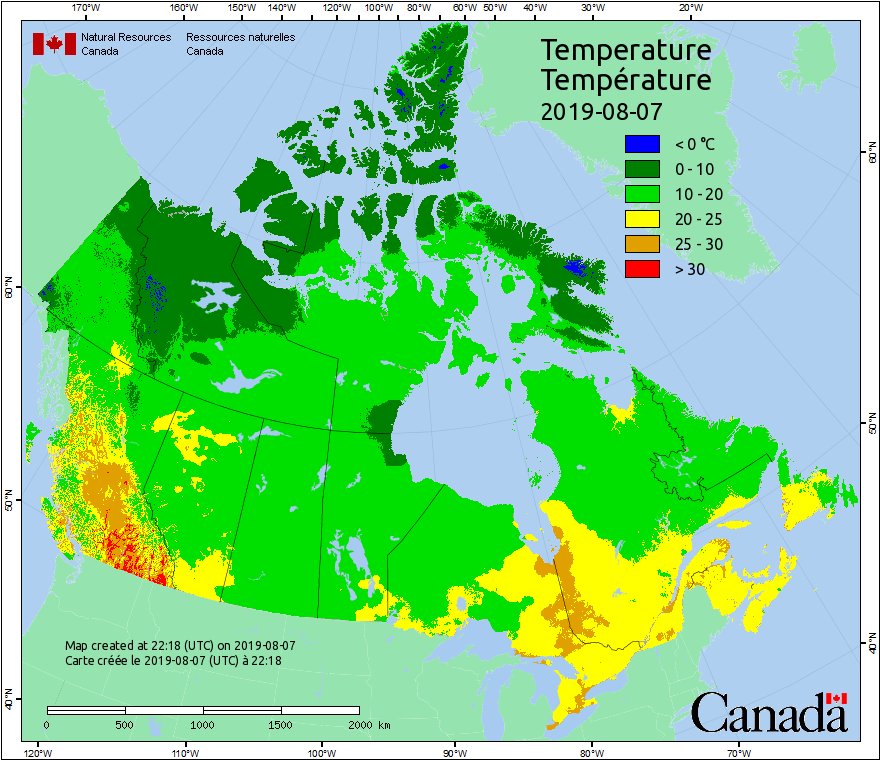 170°W 160°W 150°W 140°W 130°W 120°W 110°W 100°W 90°W 80°W 60°W 50°W 40°W 30°W 20°W
Natural Resources Ressources naturelles
Canada Canada
Temperature
Température
2019-08-07
< 0 °C
0 - 10
10 - 20
20 - 25
25 - 30
> 30
60°N 60°N
50°N 50°N
40°N 40°N
Map created at 22:18 (UTC) on 2019-08-07
Carte créée le 2019-08-07 (UTC) à 22:18
0 500 1000 1500 2000 km
Canada
120°W 110°W 100°W 90°W 80°W 70°W